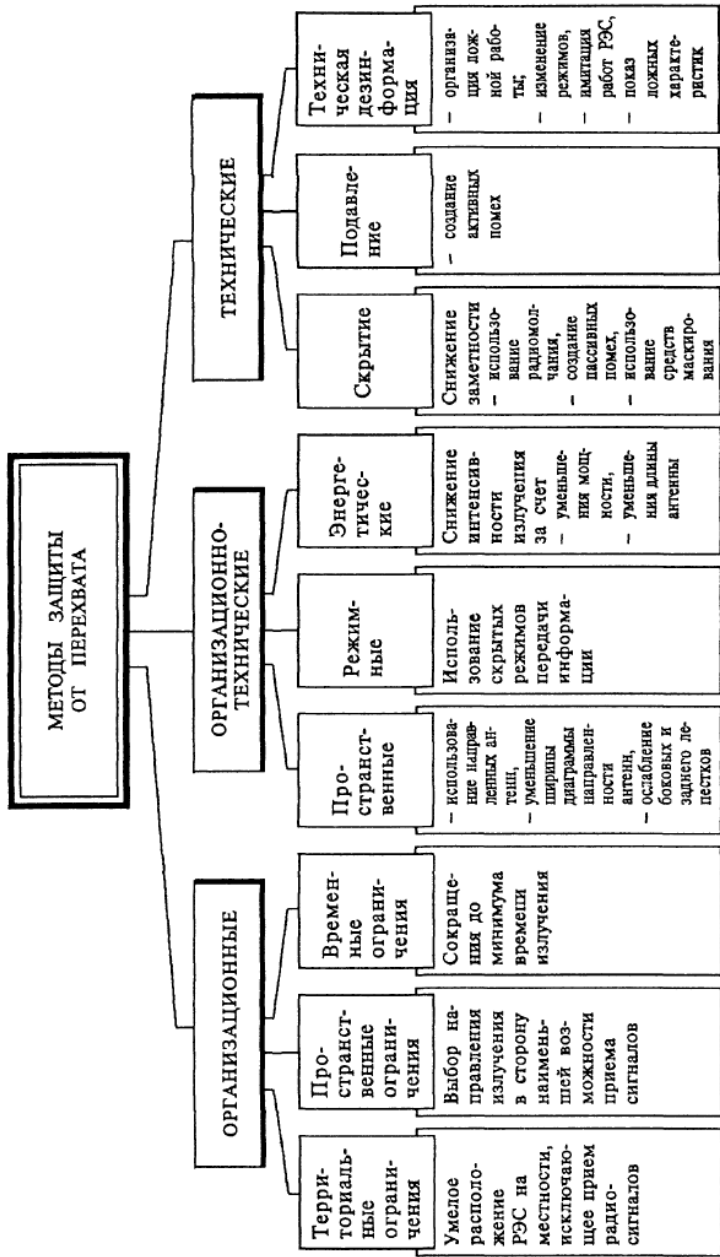 МЕТОДЫ ЗАЩИТЫ
ОТ ПЕРЕХВАТА
ОРГАНИЗАЦИОННЫЕ
ОРГАНИЗАЦИОННО-
ТЕХНИЧЕСКИЕ
ТЕХНИЧЕСКИЕ
Терри-
ториаль-
ные
ограни-
чения
Про-
странст-
венные
ограни-
чения
Времен-
ные
ограни-
чения
Про-
странст-
венные
Режим-
ные
Энерге-
тичес-
кие
Скрытие
Подавле-
ние
Техни-
ческая
дезин-
форма-
ция
Умелое
располо-
жение
РЭС на
местности,
исключаю-
щее прием
радио-
сигналов
Выбор на-
правления
излучения
в сторону
наимень-
шей воз-
можности
приема
сигналов
Сокраще-
ния до
минимума
времени
излучения
– использова-
ние направ-
ленных ан-
тенн,
– уменьшение
ширины
диаграммы
направлен-
ности
антенн,
– ослабление
боковых и
заднего ле-
пестков
Исполь-
зование
скрытых
режимов
передачи
информа-
ции
Снижение
интенсив-
ности
излучения
за счет
– уменьше-
ния мощ-
ности,
– уменьше-
ния длины
антенны
Снижение
заметности
– использо-
вание
радиомол-
чания,
– создание
пассивных
помех,
– использо-
вание
средств
маскиро-
вания
– создание
активных
помех
– организа-
ция лож-
ной рабо-
ты;
– изменение
режимов,
– имитация
работ РЭС,
– показ
ложных
характе-
ристик